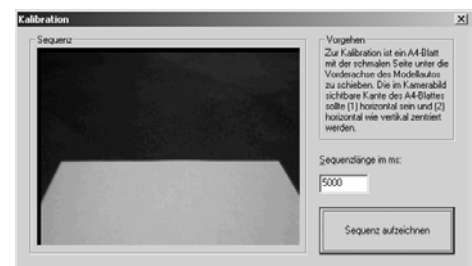 Kalibration
Sequenz
Vorgehen
Zur Kalibration ist ein A4-Blatt
mit der schmalen Seite unter die
Vorderachse des Modellautos
zu schieben. Die im Kamerabild
sichtbare Kante des A4-Blattes
sollte (1) horizontal sein und (2)
horizontal wie vertikal zentriert
werden.
Sequenzlänge im ms:
5000
Sequenz aufzeichnen